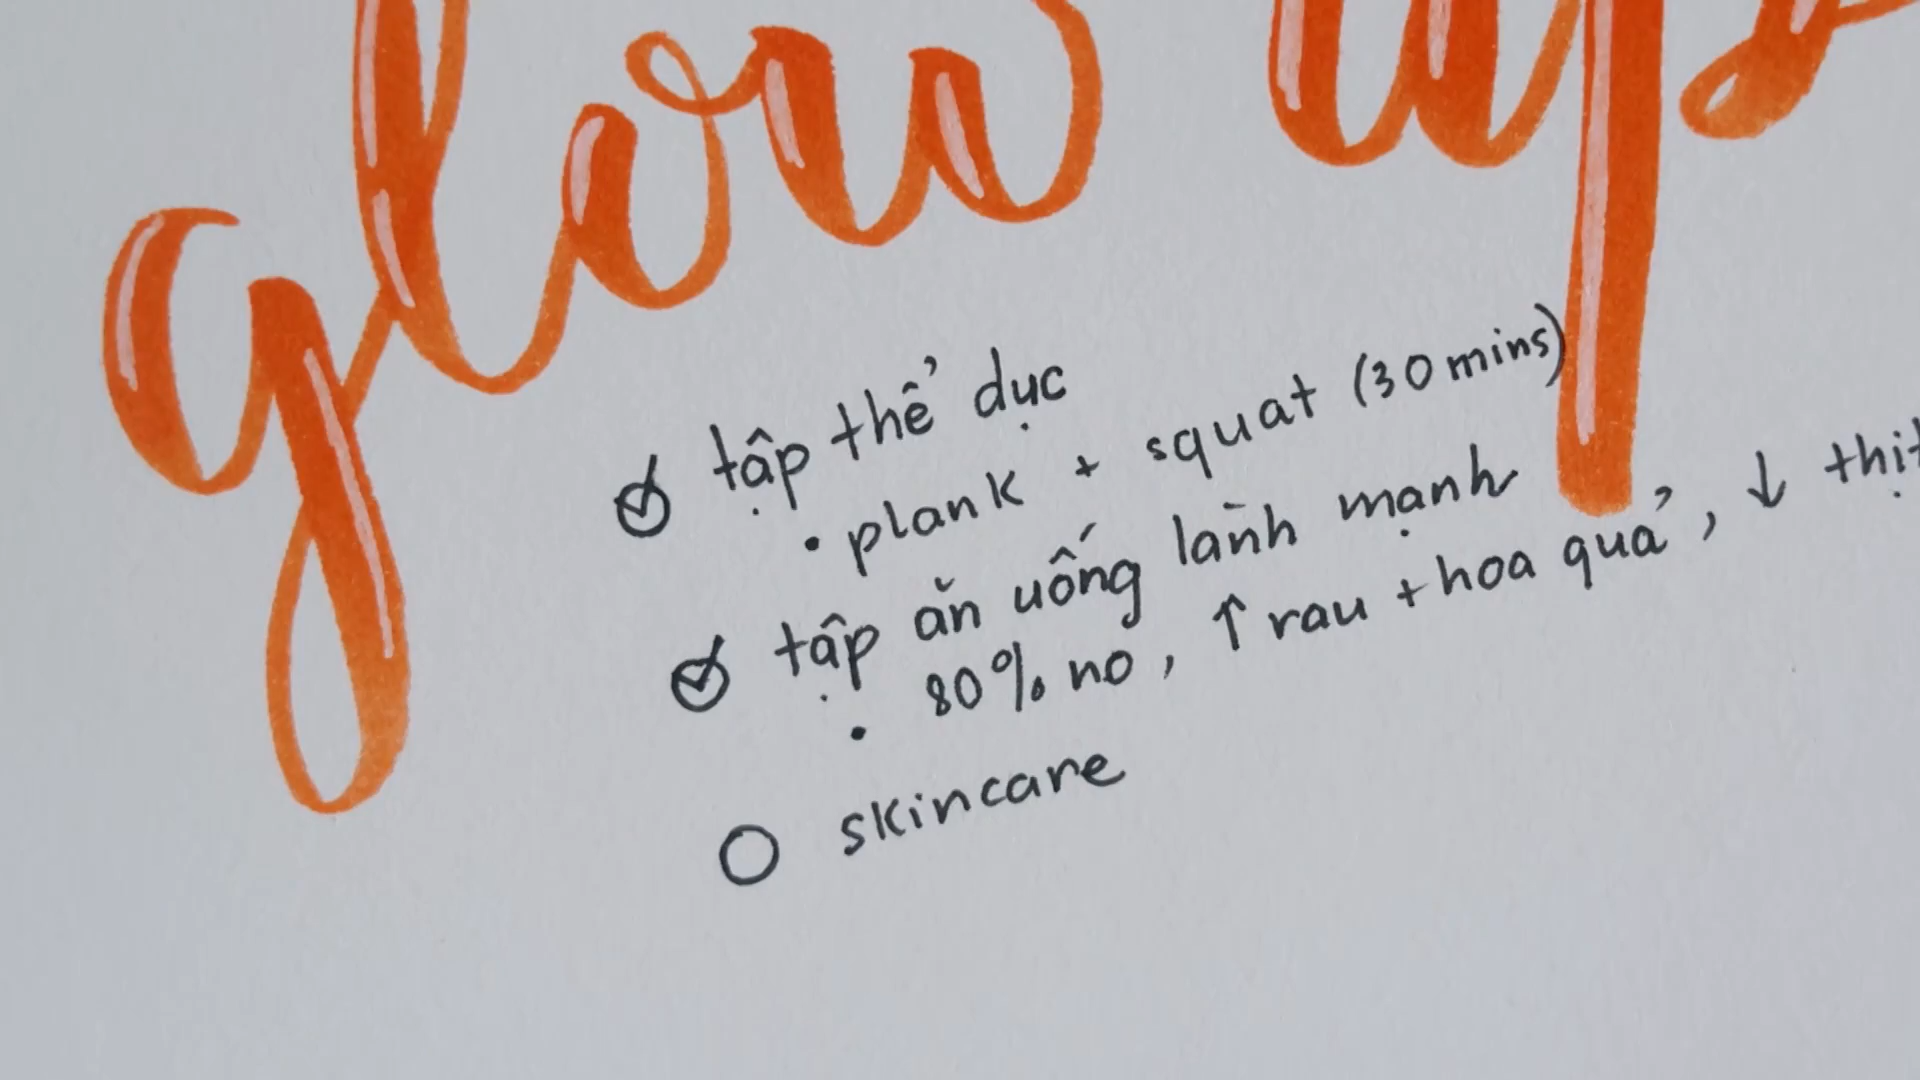 glow up
tập thể dục
• plank + squat (30 mins)
tập ăn uống lành mạnh
• 80% no, ↑ rau + hoa quả, ↓ thịt
skincare